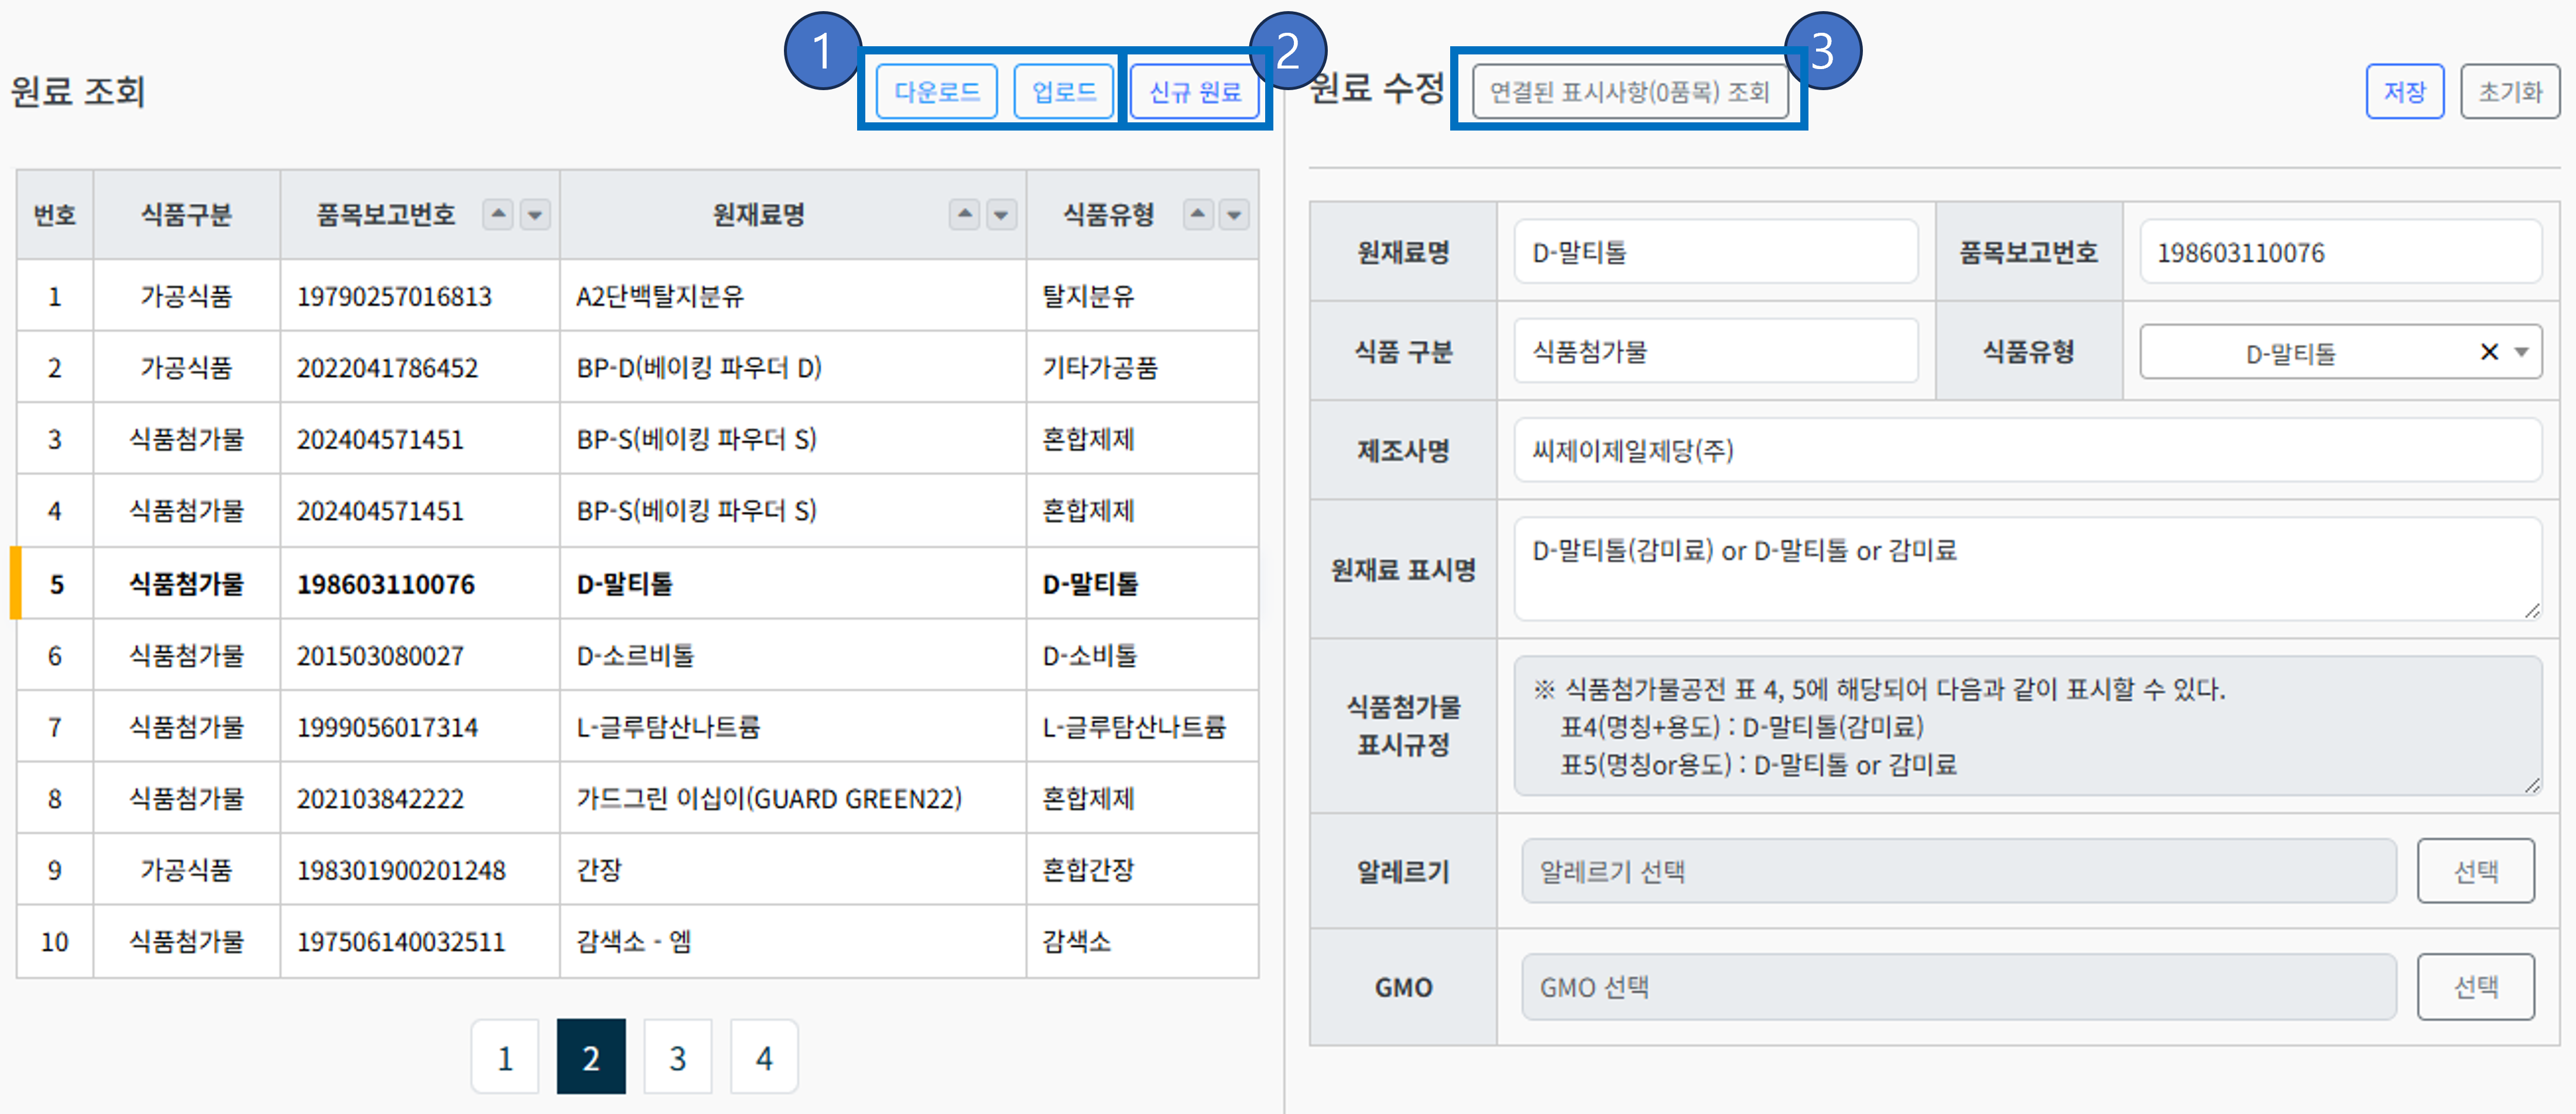 원료 조회
1
다운로드 업로드 신규 원료
2
번호 식품구분 품목보고번호 원재료명 식품유형
1 가공식품 19790257016813 A2단백탈지분유 탈지분유
2 가공식품 2022041786452 BP-D(베이킹 파우더 D) 기타가공품
3 식품첨가물 202404571451 BP-S(베이킹 파우더 S) 혼합제제
4 식품첨가물 202404571451 BP-S(베이킹 파우더 S) 혼합제제
5 식품첨가물 198603110076 D-말티톨 D-말티톨
6 식품첨가물 201503080027 D-소르비톨 D-소비톨
7 식품첨가물 1999056017314 L-글루탐산나트륨 L-글루탐산나트륨
8 식품첨가물 202103842222 가드그린 이십이(GUARD GREEN22) 혼합제제
9 가공식품 198301900201248 간장 혼합간장
10 식품첨가물 197506140032511 감색소 - 엠 감색소
1 2 3 4
원료 수정 연결된 표시사항(0품목) 조회
3
저장 초기화
원재료명 D-말티톨 품목보고번호 198603110076
식품 구분 식품첨가물 식품유형 D-말티톨 ×
제조사명 씨제이제일제당(주)
원재료 표시명 D-말티톨(감미료) or D-말티톨 or 감미료
식품첨가물
표시규정
※ 식품첨가물공전 표 4, 5에 해당되어 다음과 같이 표시할 수 있다.
표4(명칭+용도) : D-말티톨(감미료)
표5(명칭or용도) : D-말티톨 or 감미료
알레르기 알레르기 선택 선택
GMO GMO 선택 선택